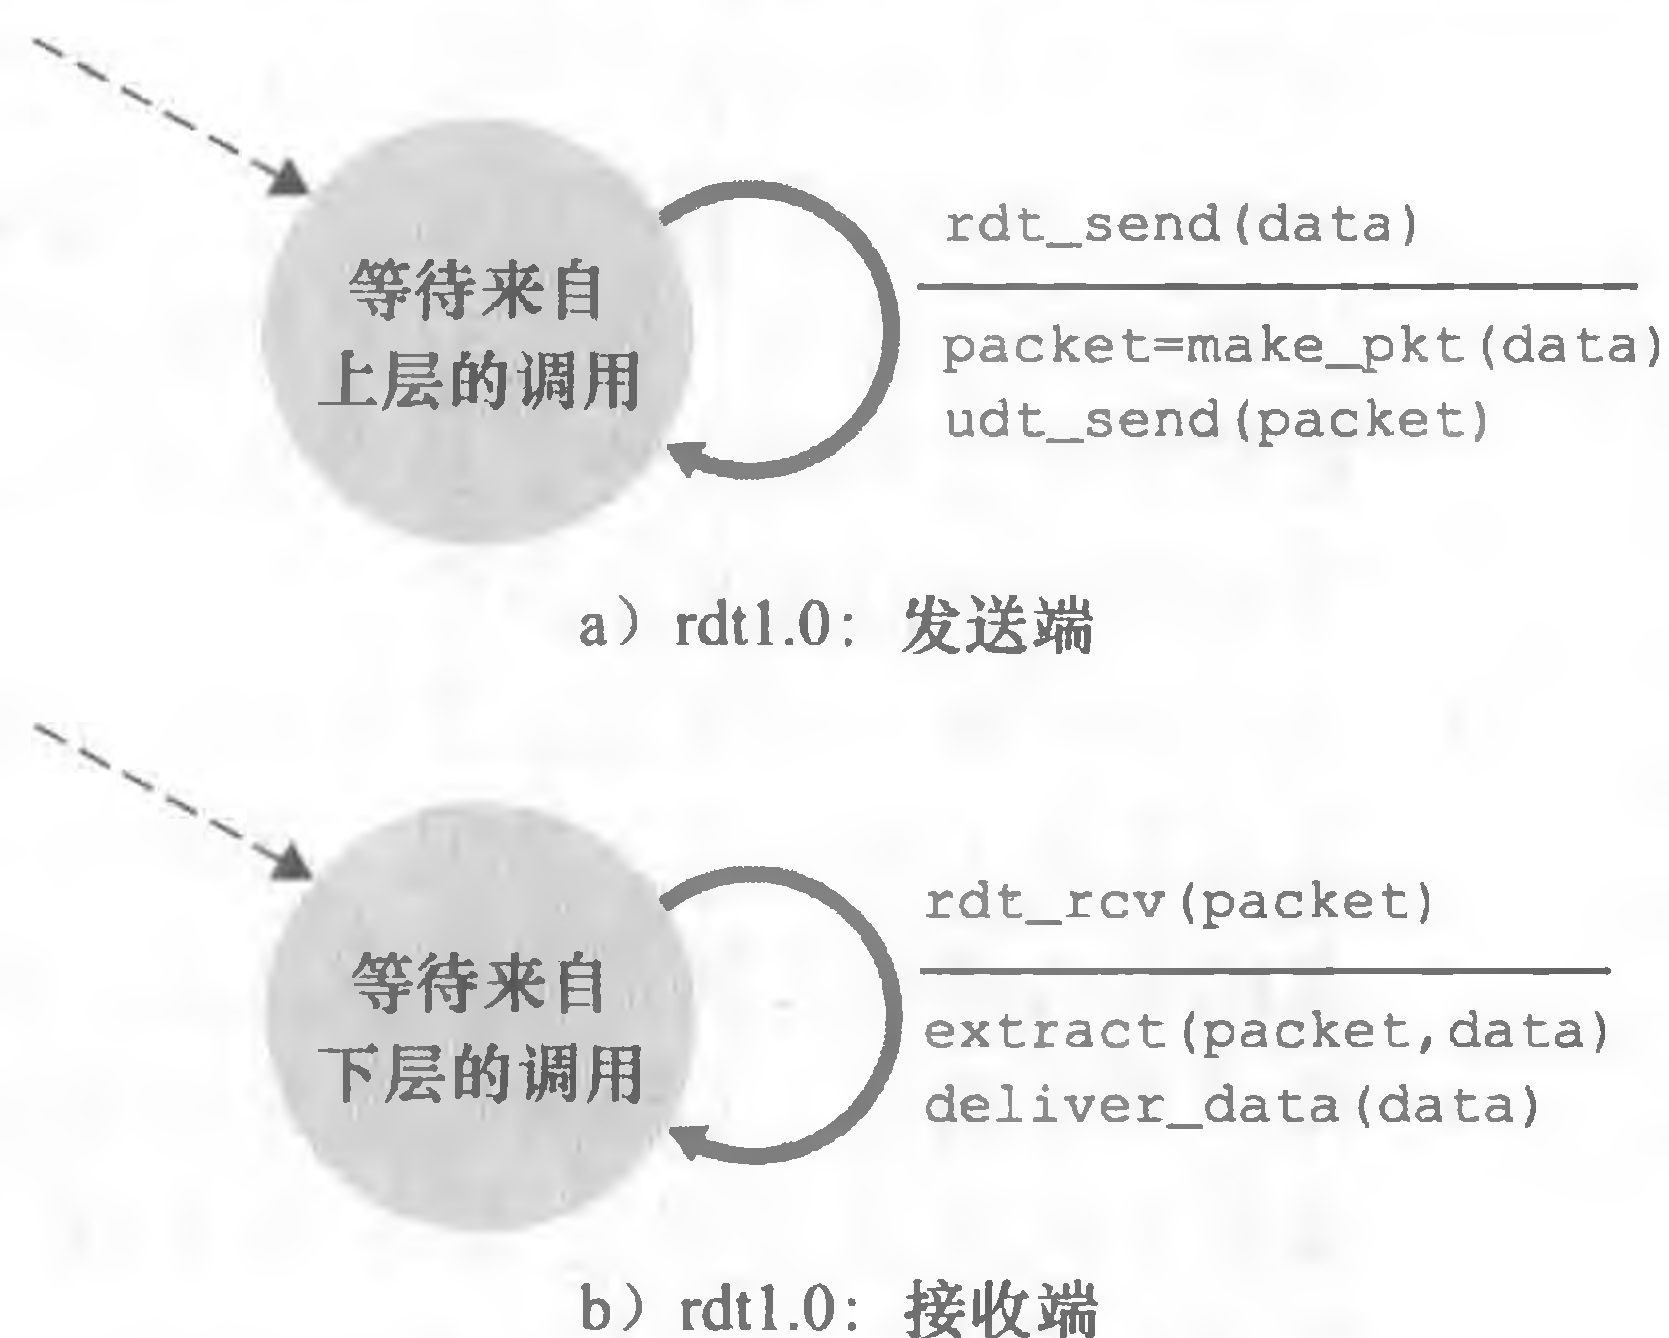 等待来自
上层的调用
rdt_send(data)
packet=make_pkt(data)
udt_send(packet)
a）rdt1.0：发送端
等待来自
下层的调用
rdt_rcv(packet)
extract(packet,data)
deliver_data(data)
b）rdt1.0：接收端